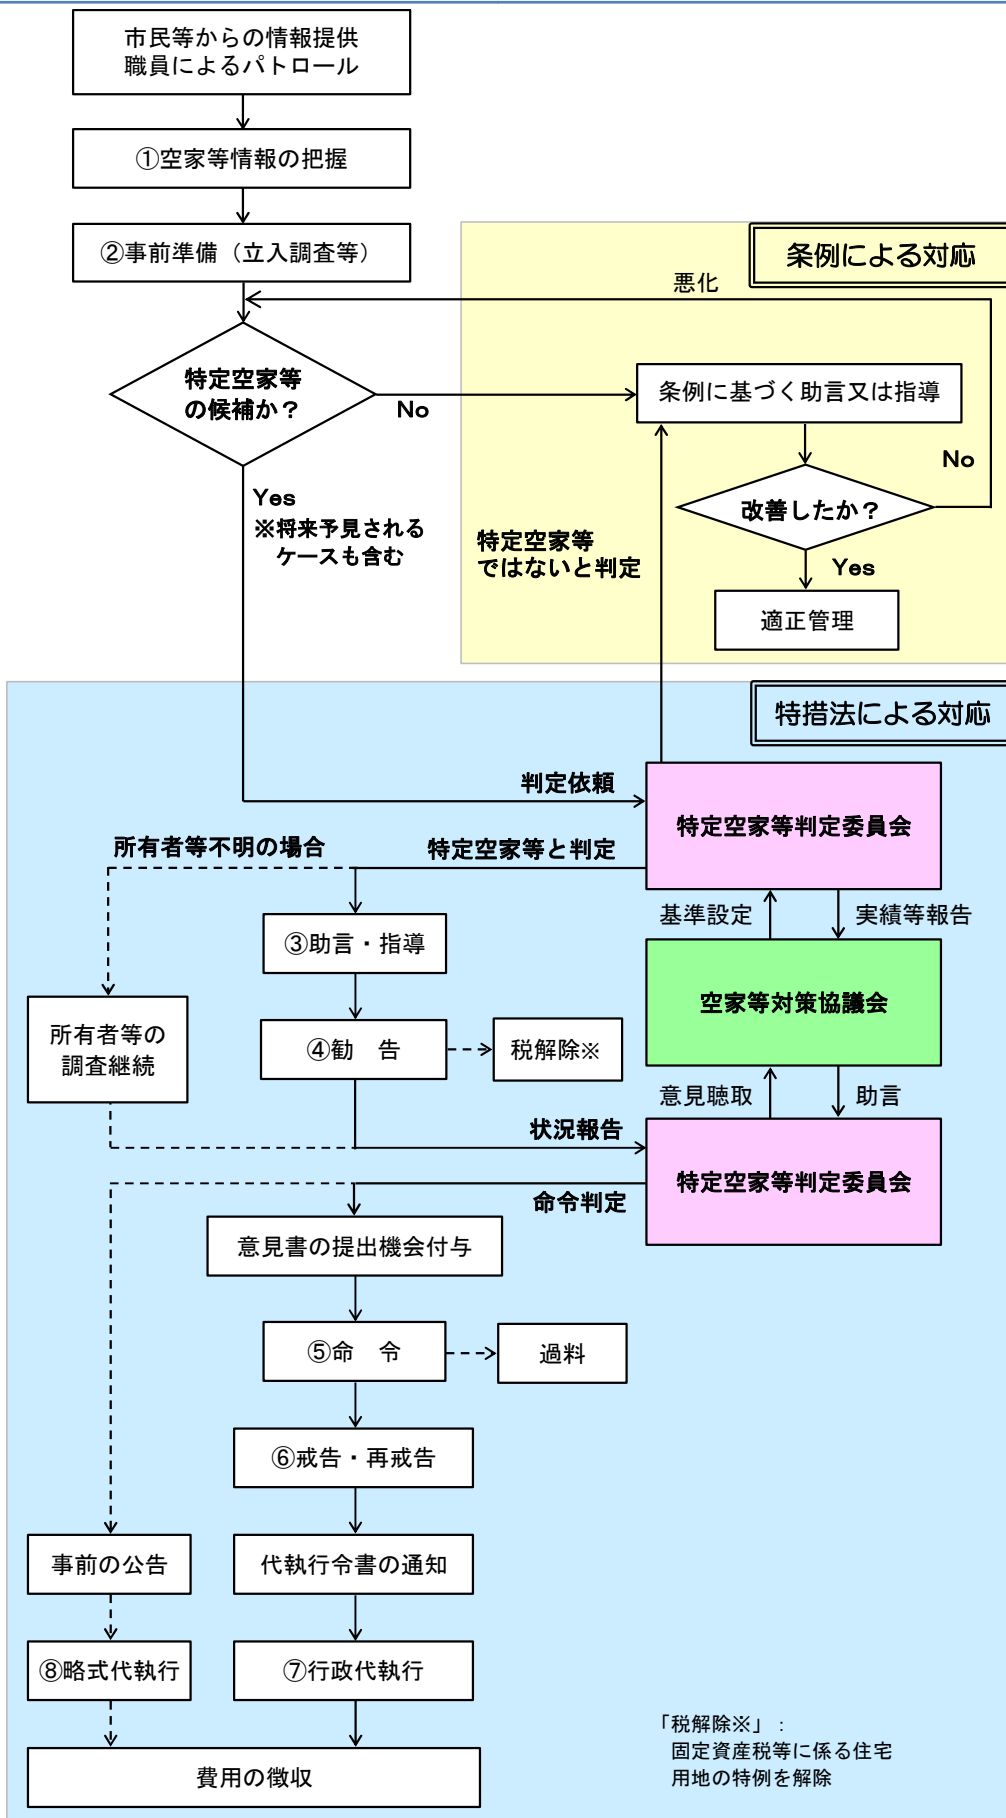 市民等からの情報提供
職員によるパトロール
①空家等情報の把握
②事前準備（立入調査等）
条例による対応
悪化
特定空家等
の候補か？
No
条例に基づく助言又は指導
No
改善したか？
Yes
※将来予見される
ケースも含む
特定空家等
ではないと判定
Yes
適正管理
特措法による対応
判定依頼
特定空家等判定委員会
所有者等不明の場合
特定空家等と判定
基準設定
実績等報告
③助言・指導
空家等対策協議会
所有者等の
調査継続
④勧　告
税解除※
意見聴取
助言
状況報告
特定空家等判定委員会
命令判定
意見書の提出機会付与
⑤命　令
過料
⑥戒告・再戒告
事前の公告
代執行令書の通知
⑧略式代執行
⑦行政代執行
費用の徴収
「税解除※」：
固定資産税等に係る住宅
用地の特例を解除